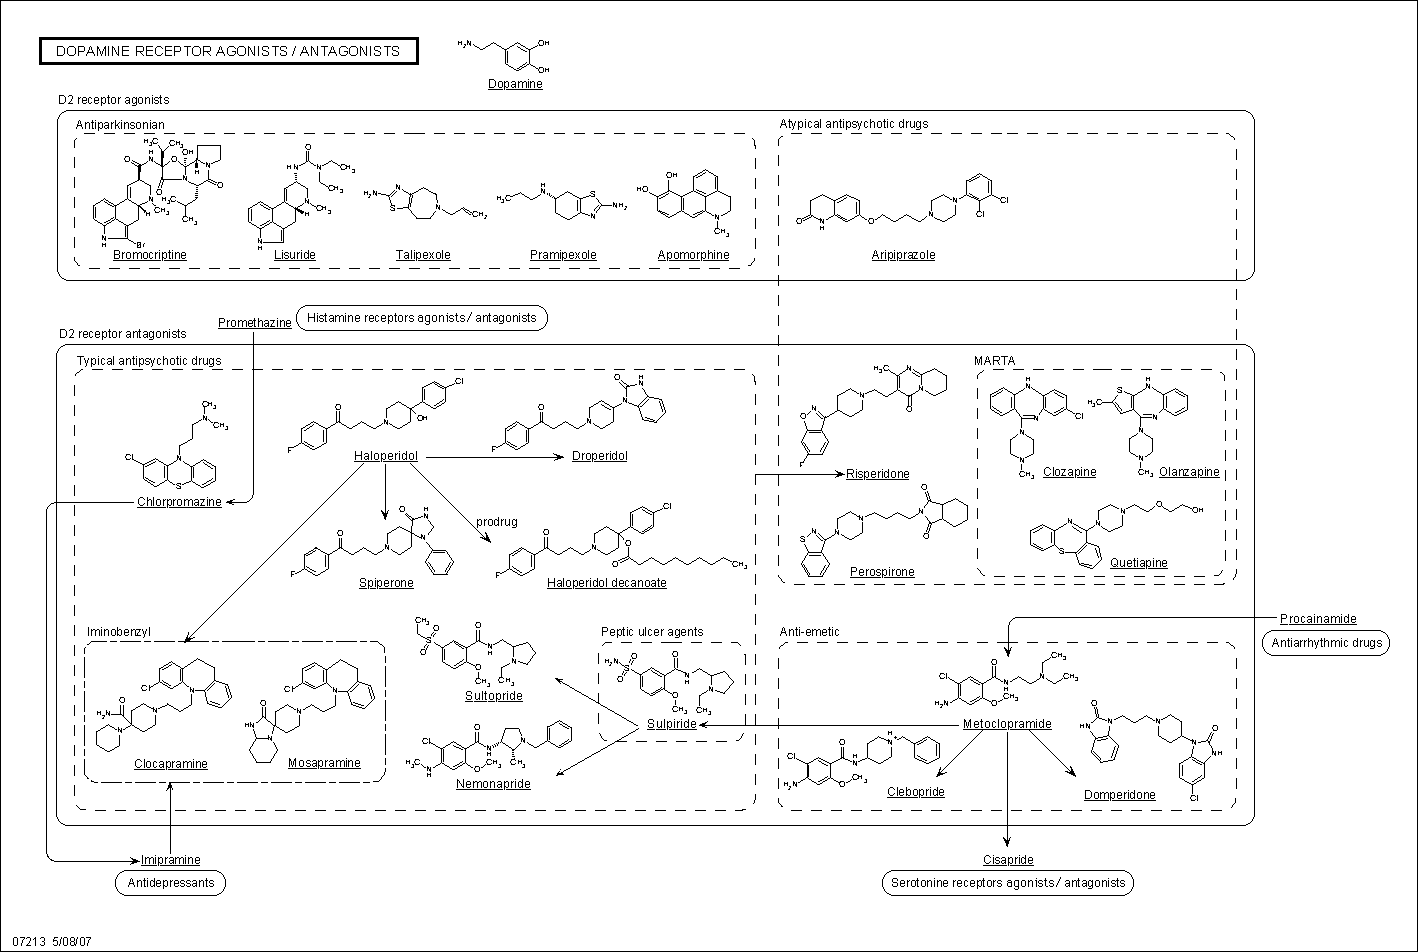 DOPAMINE RECEPTOR AGONISTS / ANTAGONISTS
H2N
OH
OH
Dopamine
D2 receptor agonists
Antiparkinsonian
Atypical antipsychotic drugs
Bromocriptine
Lisuride
Talipexole
Pramipexole
Apomorphine
Aripiprazole
Promethazine
Histamine receptors agonists / antagonists
D2 receptor antagonists
Typical antipsychotic drugs
MARTA
Haloperidol
Droperidol
Risperidone
Clozapine
Olanzapine
Chlorpromazine
prodrug
Spiperone
Haloperidol decanoate
Perospirone
Quetiapine
Procainamide
Antiarrhythmic drugs
Iminobenzyl
Peptic ulcer agents
Anti-emetic
Sultopride
Sulpiride
Metoclopramide
Clocapramine
Mosapramine
Nemonapride
Clebopride
Domperidone
Imipramine
Antidepressants
Cisapride
Serotonine receptors agonists / antagonists
07213 5/08/07